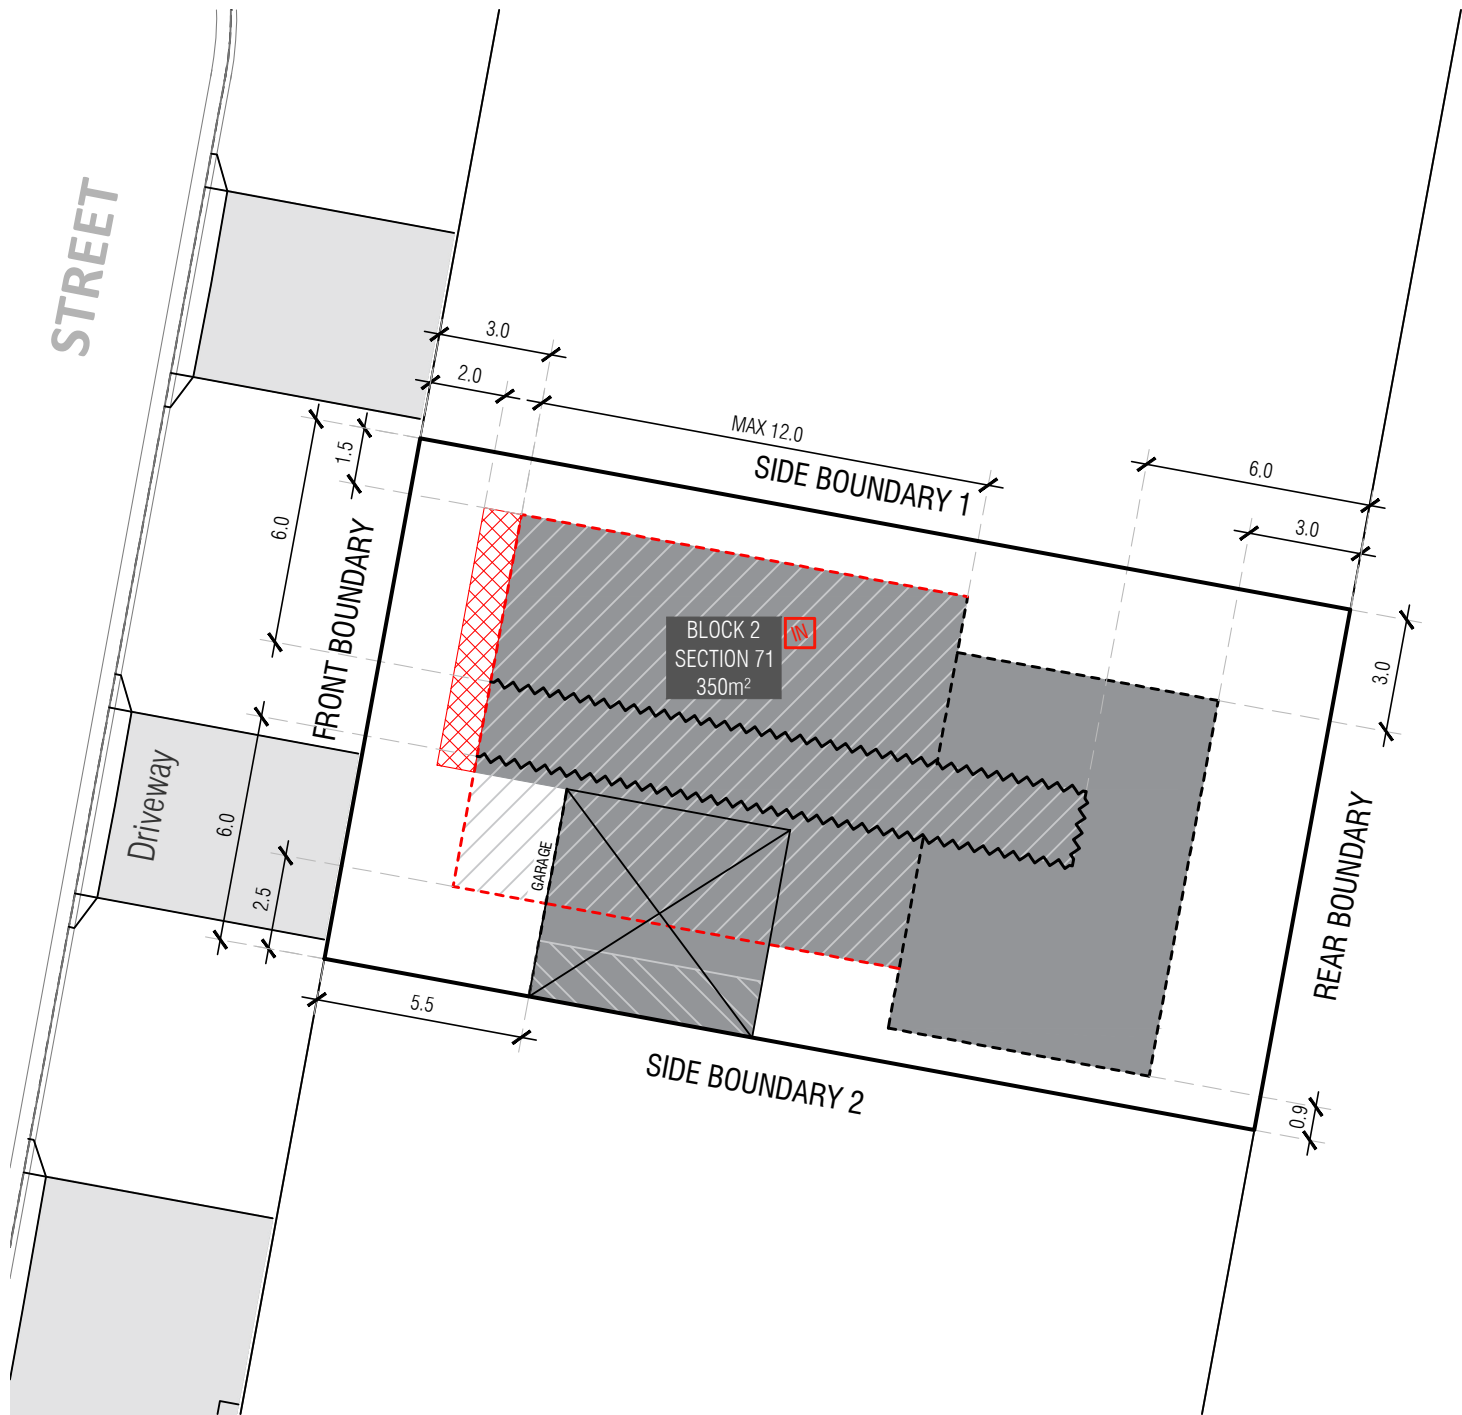 STREET
3.0
2.0
MAX 12.0
SIDE BOUNDARY 1
6.0
3.0
1.5
6.0
FRONT BOUNDARY
BLOCK 2
SECTION 71
350m²
IN
3.0
Driveway
6.0
2.5
GARAGE
REAR BOUNDARY
5.5
SIDE BOUNDARY 2
0.9